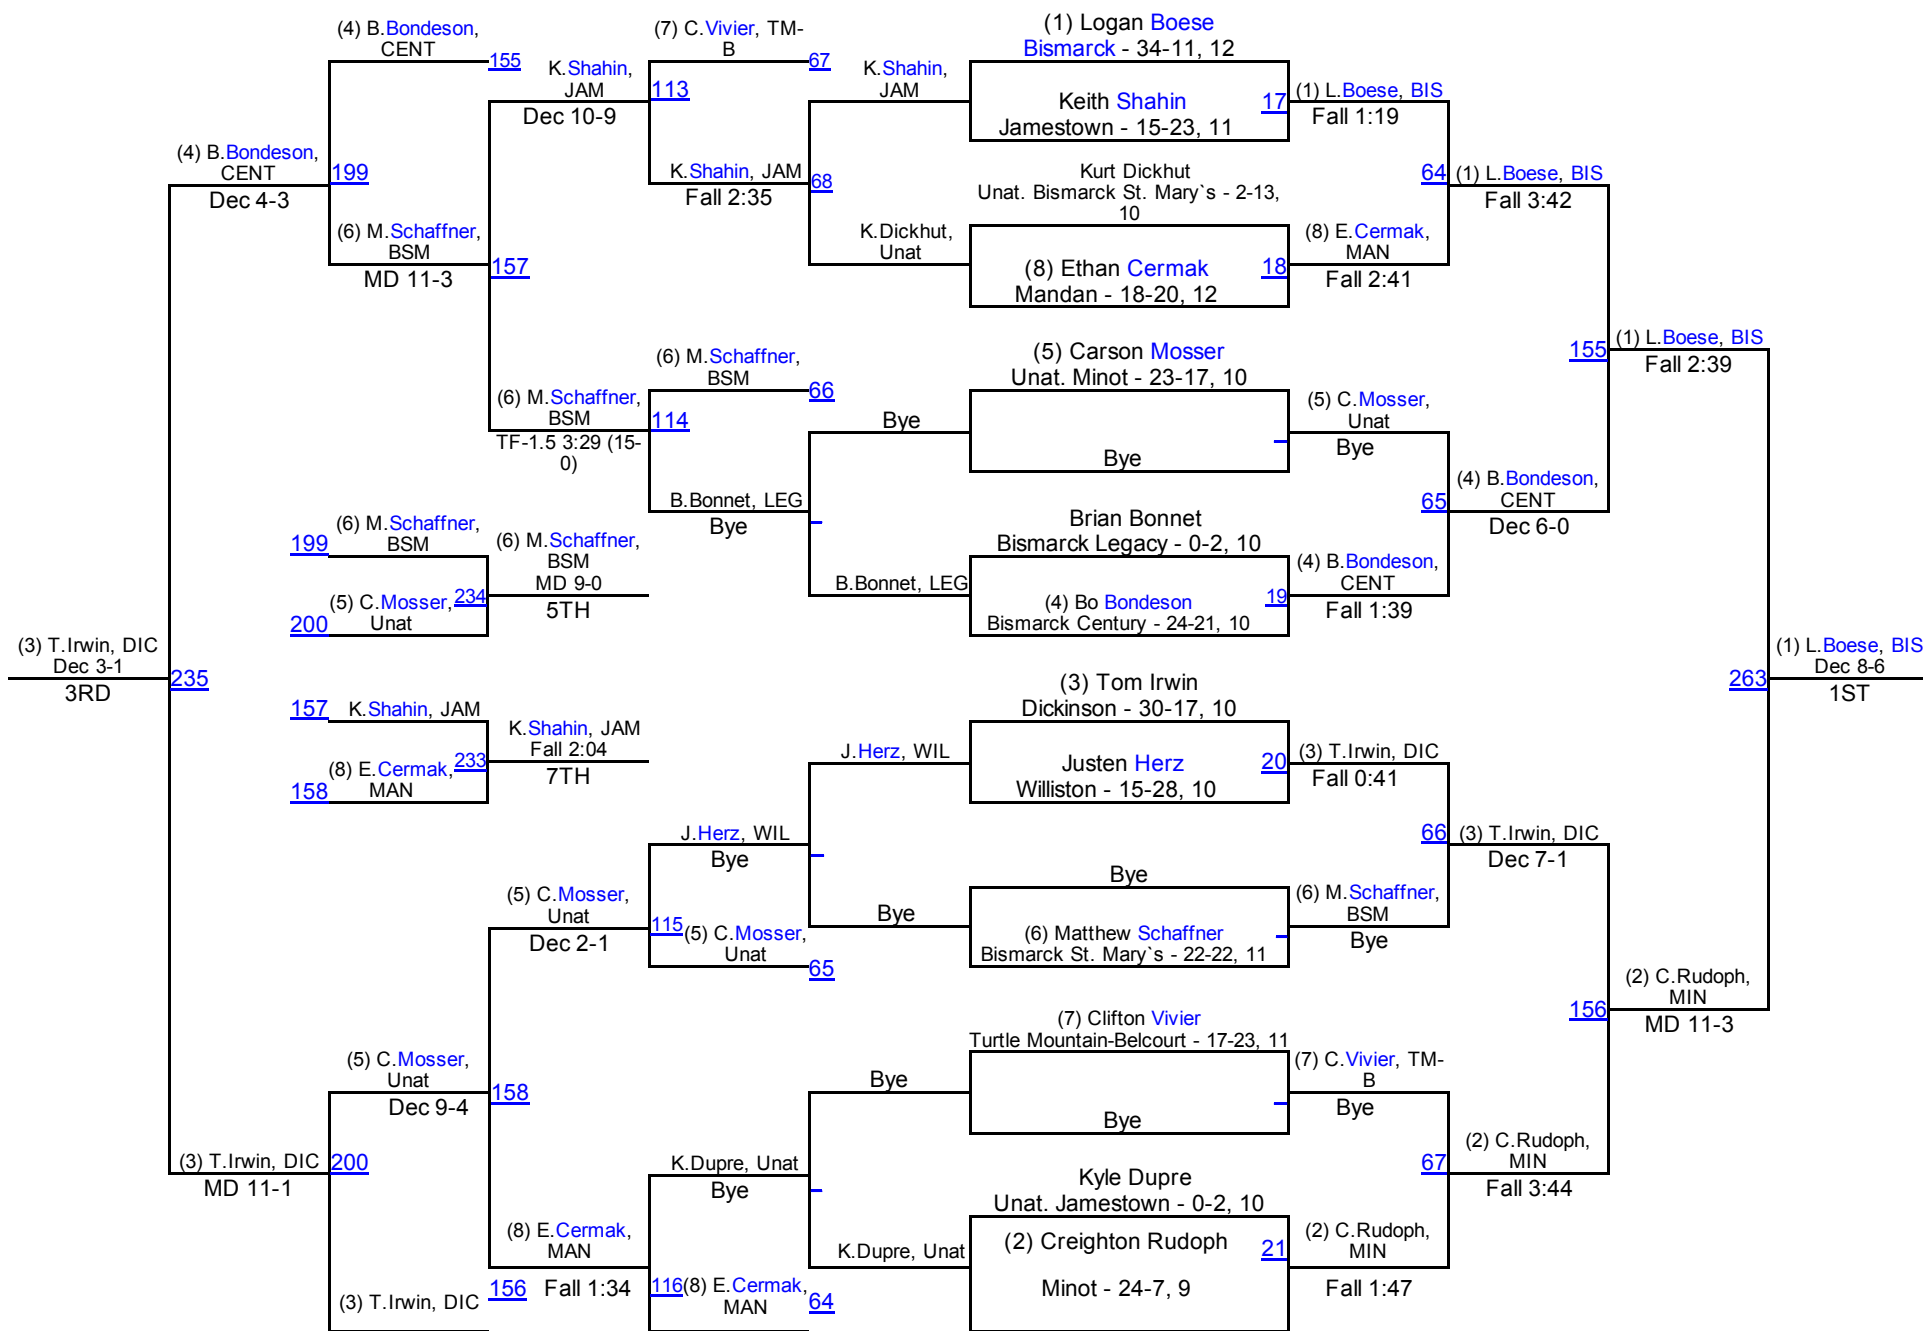 (4) B.Bondeson,
CENT
155
(7) C.Vivier, TM-
B
67
(1) Logan Boese
Bismarck - 34-11, 12
K.Shahin,
JAM
Dec 10-9
113
K.Shahin,
JAM
Keith Shahin
Jamestown - 15-23, 11
17
(1) L.Boese, BIS
Fall 1:19
(4) B.Bondeson,
CENT
Dec 4-3
199
K.Shahin, JAM
Fall 2:35
68
Kurt Dickhut
Unat. Bismarck St. Mary`s - 2-13,
10
64
(1) L.Boese, BIS
Fall 3:42
(6) M.Schaffner,
BSM
MD 11-3
157
K.Dickhut,
Unat
(8) Ethan Cermak
Mandan - 18-20, 12
18
(8) E.Cermak,
MAN
Fall 2:41
(6) M.Schaffner,
BSM
66
(5) Carson Mosser
Unat. Minot - 23-17, 10
155
(1) L.Boese, BIS
Fall 2:39
(6) M.Schaffner,
BSM
TF-1.5 3:29 (15-
0)
114
Bye
Bye
(5) C.Mosser,
Unat
Bye
B.Bonnet, LEG
Bye
65
(4) B.Bondeson,
CENT
Dec 6-0
199
(6) M.Schaffner,
BSM
(6) M.Schaffner,
BSM
MD 9-0
5TH
Brian Bonnet
Bismarck Legacy - 0-2, 10
B.Bonnet, LEG
(4) Bo Bondeson
Bismarck Century - 24-21, 10
19
(4) B.Bondeson,
CENT
Fall 1:39
200
(5) C.Mosser,
Unat
234
(3) T.Irwin, DIC
Dec 3-1
3RD
235
263
(1) L.Boese, BIS
Dec 8-6
1ST
157
K.Shahin, JAM
K.Shahin, JAM
Fall 2:04
7TH
(3) Tom Irwin
Dickinson - 30-17, 10
158
(8) E.Cermak,
MAN
233
J.Herz, WIL
Justen Herz
Williston - 15-28, 10
20
(3) T.Irwin, DIC
Fall 0:41
J.Herz, WIL
Bye
66
(3) T.Irwin, DIC
Dec 7-1
(5) C.Mosser,
Unat
Dec 2-1
115
(5) C.Mosser,
Unat
65
Bye
Bye
(6) Matthew Schaffner
Bismarck St. Mary`s - 22-22, 11
(6) M.Schaffner,
BSM
Bye
156
(2) C.Rudoph,
MIN
MD 11-3
(5) C.Mosser,
Unat
Dec 9-4
158
(7) Clifton Vivier
Turtle Mountain-Belcourt - 17-23, 11
Bye
Bye
(7) C.Vivier, TM-
B
Bye
(3) T.Irwin, DIC
MD 11-1
200
K.Dupre, Unat
Bye
Kyle Dupre
Unat. Jamestown - 0-2, 10
67
(2) C.Rudoph,
MIN
Fall 3:44
(8) E.Cermak,
MAN
Fall 1:34
116
K.Dupre, Unat
(2) Creighton Rudoph
Minot - 24-7, 9
21
(2) C.Rudoph,
MIN
Fall 1:47
(3) T.Irwin, DIC
156
(8) E.Cermak,
MAN
64